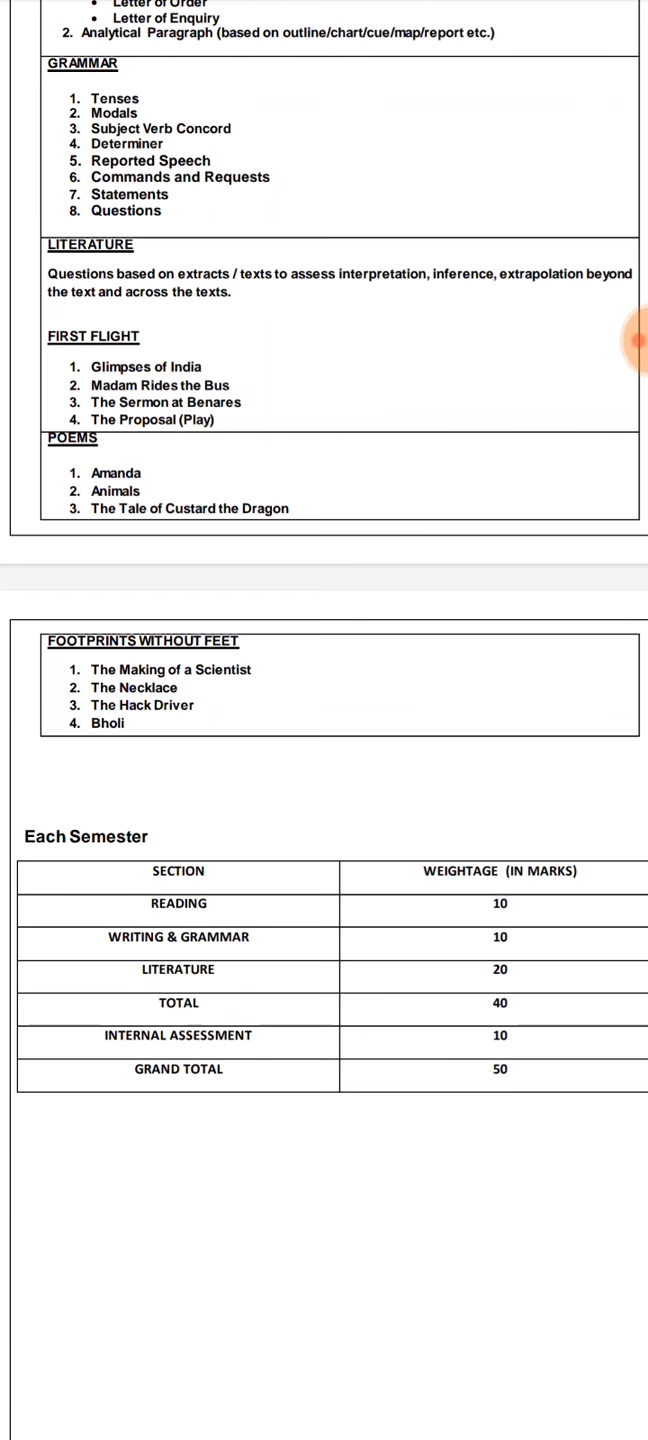 • Letter of Order
• Letter of Enquiry
2. Analytical Paragraph (based on outline/chart/cue/map/report etc.)
GRAMMAR
1. Tenses
2. Modals
3. Subject Verb Concord
4. Determiner
5. Reported Speech
6. Commands and Requests
7. Statements
8. Questions
LITERATURE
Questions based on extracts / texts to assess interpretation, inference, extrapolation beyond
the text and across the texts.
FIRST FLIGHT
1. Glimpses of India
2. Madam Rides the Bus
3. The Sermon at Benares
4. The Proposal (Play)
POEMS
1. Amanda
2. Animals
3. The Tale of Custard the Dragon
FOOTPRINTS WITHOUT FEET
1. The Making of a Scientist
2. The Necklace
3. The Hack Driver
4. Bholi
Each Semester
SECTION WEIGHTAGE (IN MARKS)
READING 10
WRITING & GRAMMAR 10
LITERATURE 20
TOTAL 40
INTERNAL ASSESSMENT 10
GRAND TOTAL 50